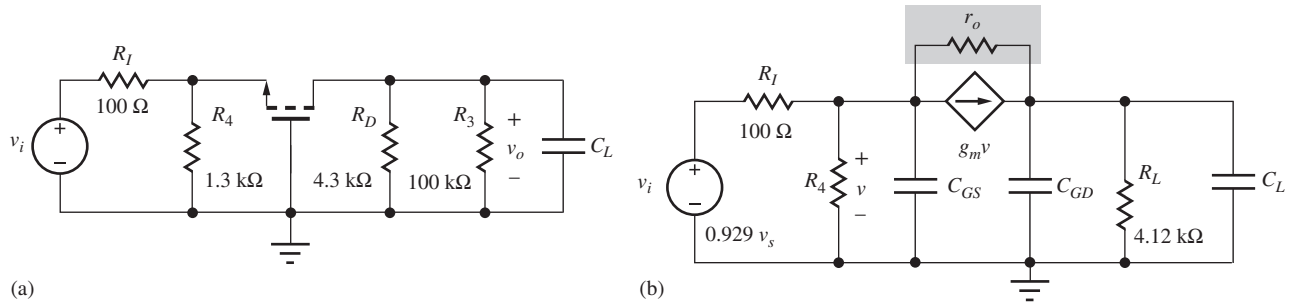 R_I
100 Ω
v_i
+
−
R_4
1.3 kΩ
R_D
4.3 kΩ
R_3
100 kΩ
+
v_o
−
C_L
(a)
r_o
R_I
100 Ω
g_m v
v_i
+
−
0.929 v_s
R_4
+
v
−
C_GS
C_GD
R_L
4.12 kΩ
C_L
(b)